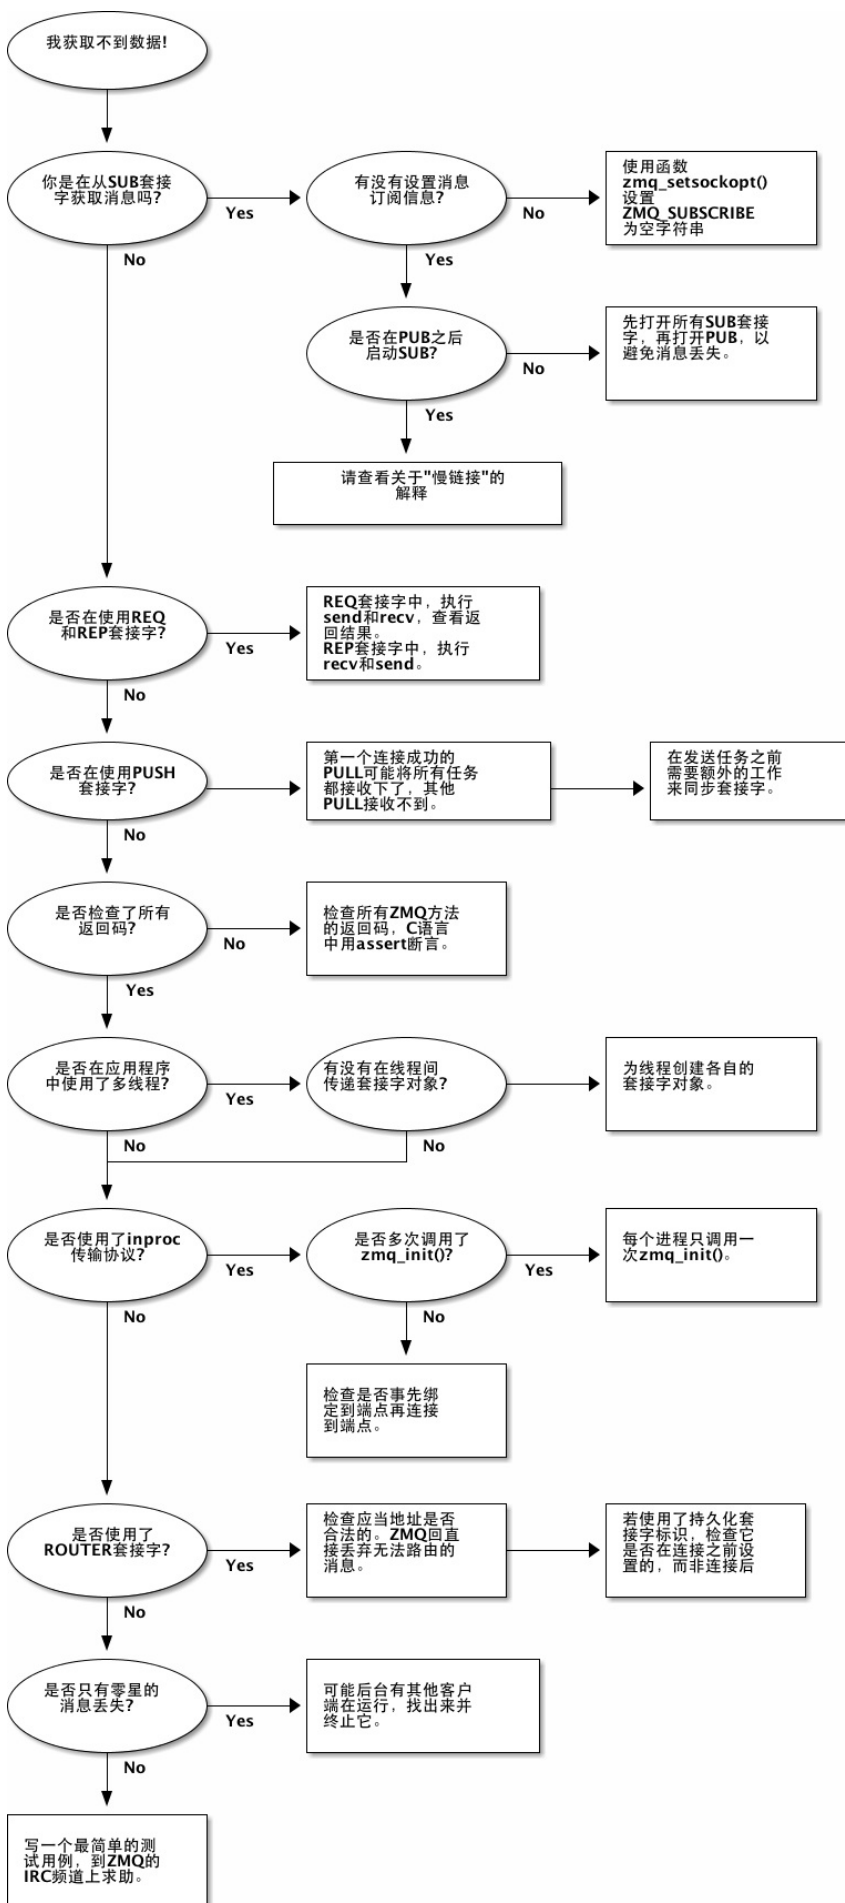 我获取不到数据!
你是在从SUB套接
字获取消息吗?
Yes
有没有设置消息
订阅信息?
No
使用函数
zmq_setsockopt()
设置
ZMQ_SUBSCRIBE
为空字符串
No
Yes
是否在PUB之后
启动SUB?
No
先打开所有SUB套接
字，再打开PUB，以
避免消息丢失。
Yes
请查看关于"慢链接"的
解释
是否在使用REQ
和REP套接字?
Yes
REQ套接字中，执行
send和recv，查看返
回结果。
REP套接字中，执行
recv和send。
No
是否在使用PUSH
套接字?
第一个连接成功的
PULL可能将所有任务
都接收下了，其他
PULL接收不到。
在发送任务之前
需要额外的工作
来同步套接字。
No
是否检查了所有
返回码?
No
检查所有ZMQ方法
的返回码，C语言
中用assert断言。
Yes
是否在应用程序
中使用了多线程?
Yes
有没有在线程间
传递套接字对象?
为线程创建各自的
套接字对象。
No
No
是否使用了inproc
传输协议?
Yes
是否多次调用了
zmq_init()?
Yes
每个进程只调用一
次zmq_init()。
No
No
检查是否事先绑
定到端点再连接
到端点。
是否使用了
ROUTER套接字?
Yes
检查应当地址是否
合法的。ZMQ回直
接丢弃无法路由的
消息。
若使用了持久化套
接字标识，检查它
是否在连接之前设
置的，而非连接后
No
是否只有零星的
消息丢失?
Yes
可能后台有其他客户
端在运行，找出来并
终止它。
No
写一个最简单的测
试用例，到ZMQ的
IRC频道上求助。